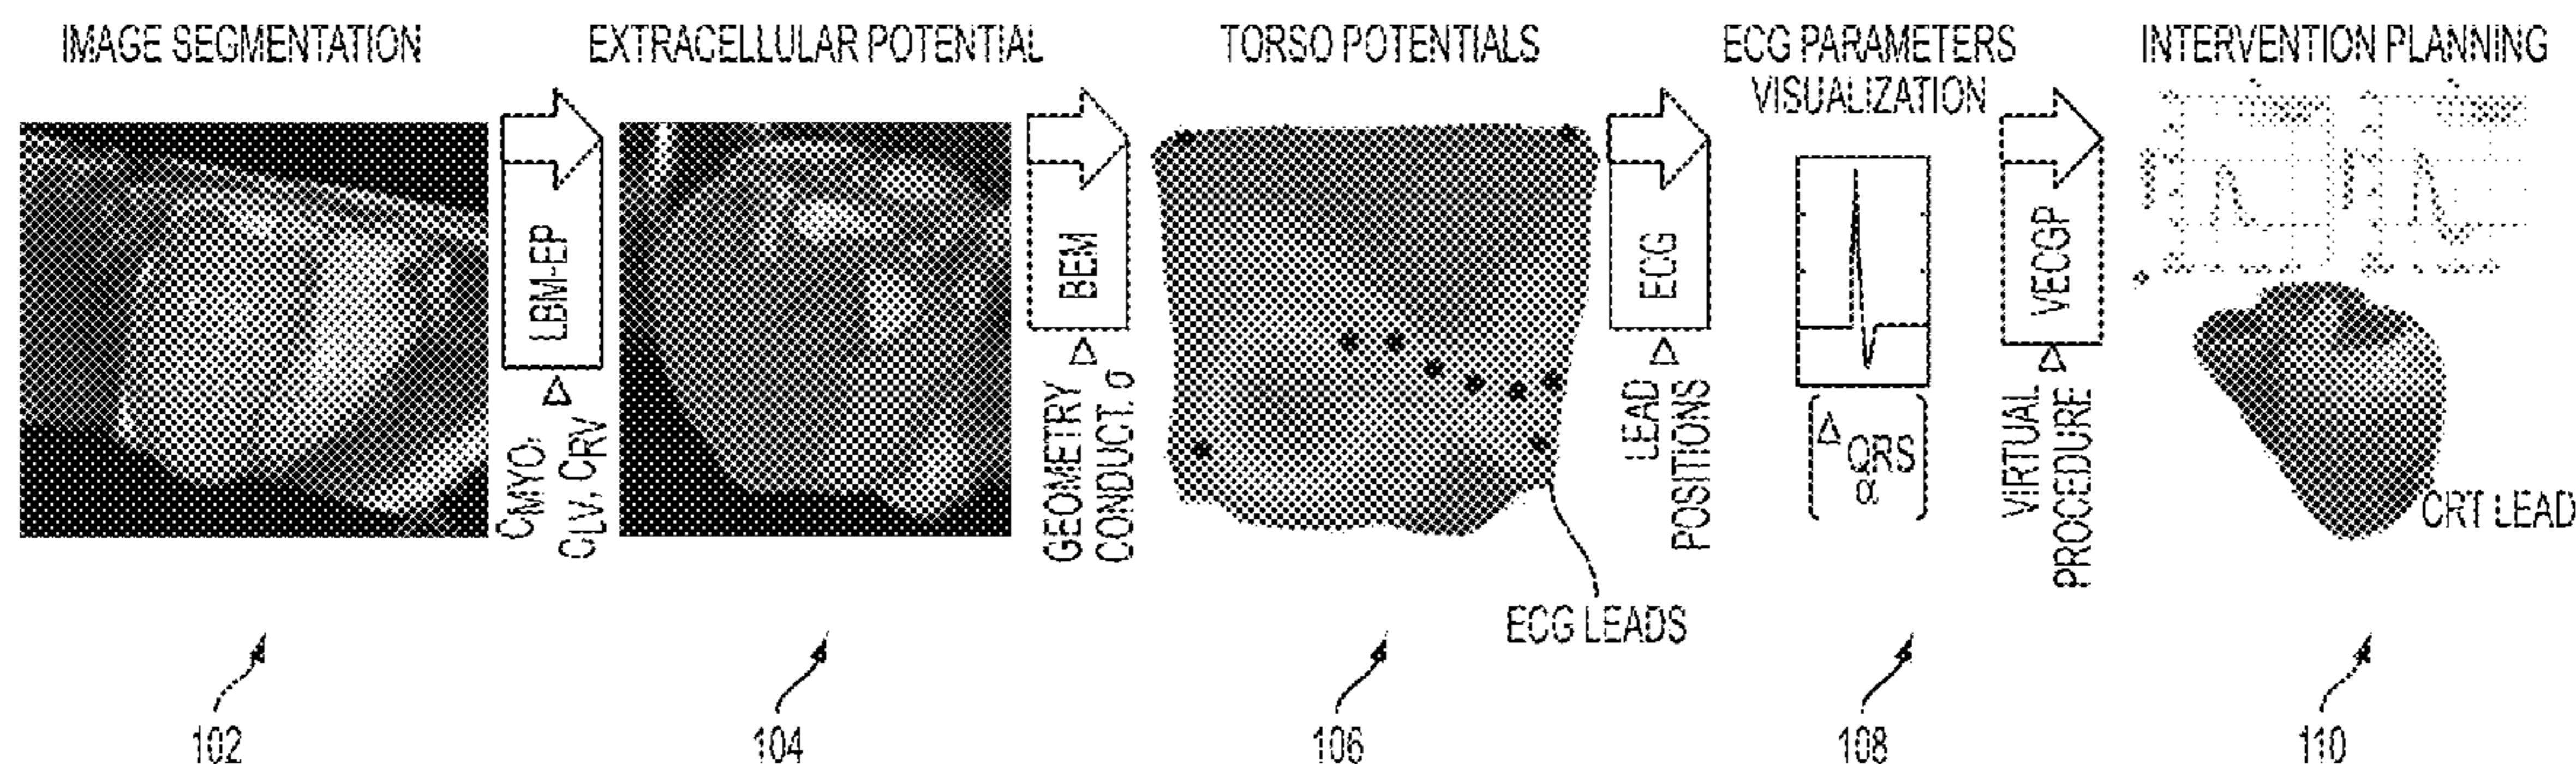 IMAGE SEGMENTATION
EXTRACELLULAR POTENTIAL
TORSO POTENTIALS
ECG PARAMETERS
VISUALIZATION
INTERVENTION PLANNING
LBM-EP
CMYO,
CLV, CRV
BEM
GEOMETRY
CONDUCT. σ
ECG
LEAD
POSITIONS
ECG LEADS
Δ QRS
α
VECGP
VIRTUAL
PROCEDURE
CRT LEAD
102
104
106
108
110